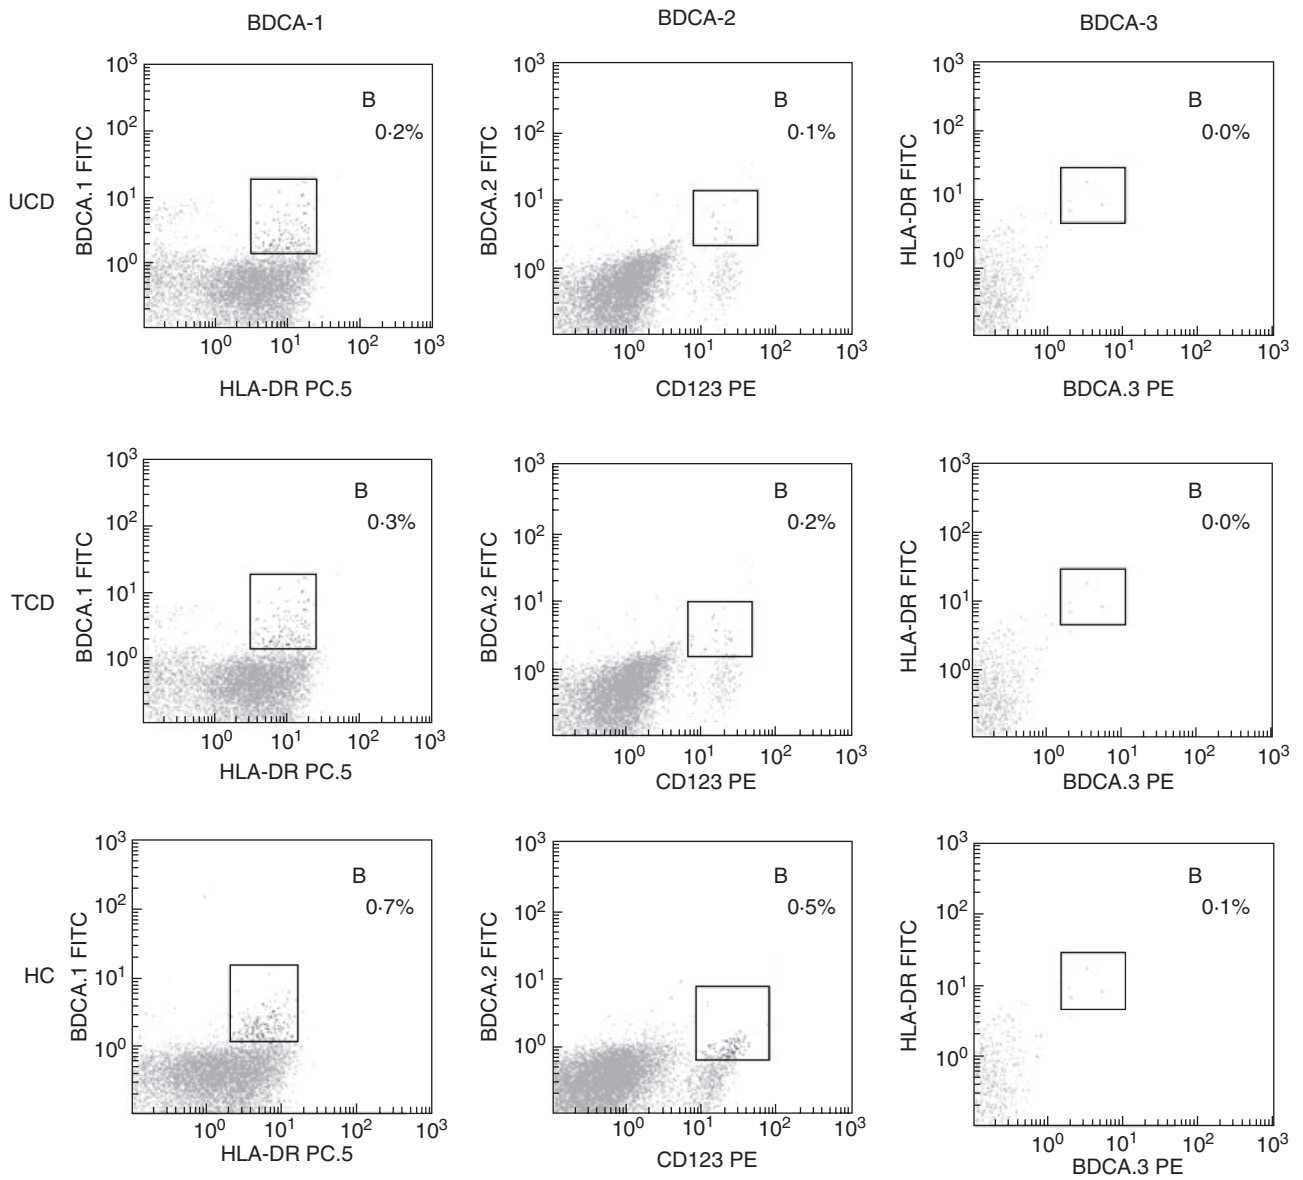 BDCA-1 BDCA-2 BDCA-3
UCD
BDCA.1 FITC
10³
10²
10¹
10⁰
B
0·2%
10⁰ 10¹ 10² 10³
HLA-DR PC.5
BDCA.2 FITC
10³
10²
10¹
10⁰
B
0·1%
10⁰ 10¹ 10² 10³
CD123 PE
HLA-DR FITC
10³
10²
10¹
10⁰
B
0·0%
10⁰ 10¹ 10² 10³
BDCA.3 PE
TCD
BDCA.1 FITC
10³
10²
10¹
10⁰
B
0·3%
10⁰ 10¹ 10² 10³
HLA-DR PC.5
BDCA.2 FITC
10³
10²
10¹
10⁰
B
0·2%
10⁰ 10¹ 10² 10³
CD123 PE
HLA-DR FITC
10³
10²
10¹
10⁰
B
0·0%
10⁰ 10¹ 10² 10³
BDCA.3 PE
HC
BDCA.1 FITC
10³
10²
10¹
10⁰
B
0·7%
10⁰ 10¹ 10² 10³
HLA-DR PC.5
BDCA.2 FITC
10³
10²
10¹
10⁰
B
0·5%
10⁰ 10¹ 10² 10³
CD123 PE
HLA-DR FITC
10³
10²
10¹
10⁰
B
0·1%
10⁰ 10¹ 10² 10³
BDCA.3 PE